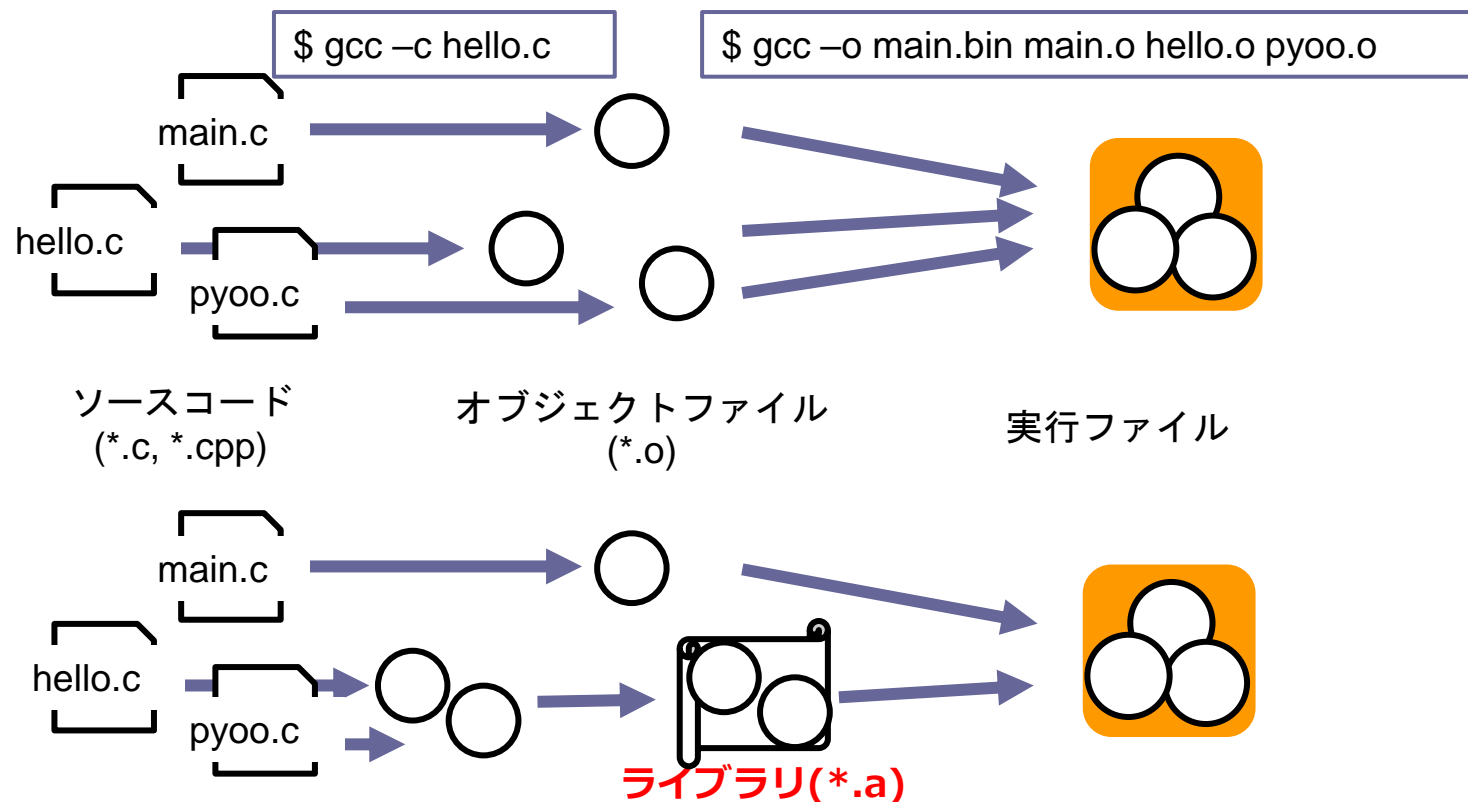 $ gcc –c hello.c
$ gcc –o main.bin main.o hello.o pyoo.o
main.c
hello.c
pyoo.c
ソースコード
(*.c, *.cpp)
オブジェクトファイル
(*.o)
実行ファイル
main.c
hello.c
pyoo.c
ライブラリ(*.a)